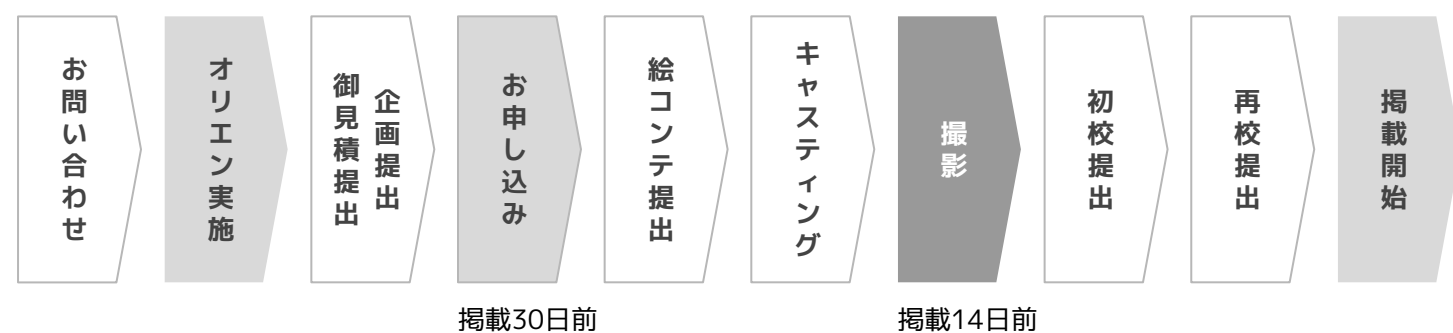 お問い合わせ
オリエン実施
企画提出
御見積提出
お申し込み
絵コンテ提出
キャスティング
撮影
初校提出
再校提出
掲載開始
掲載30日前
掲載14日前